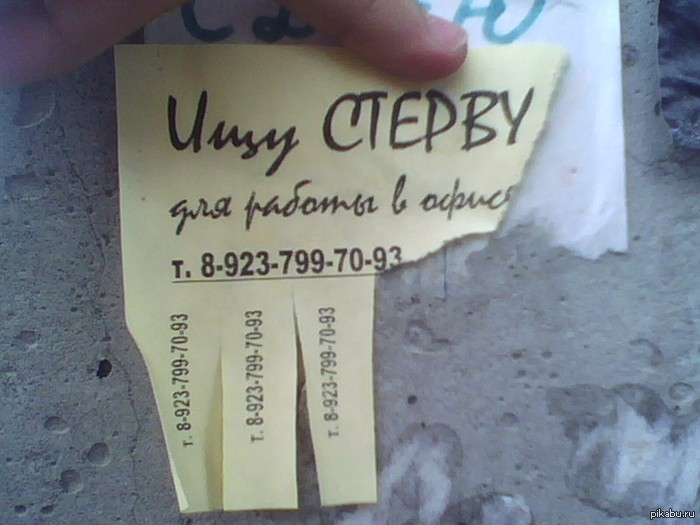 СДАЮ
Ищу СТЕРВУ
для работы в офисе
т. 8-923-799-70-93
т. 8-923-799-70-93
т. 8-923-799-70-93
т. 8-923-799-70-93
pikabu.ru